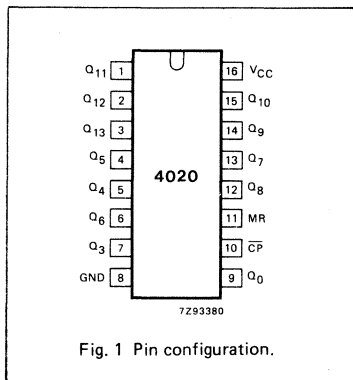 Q11 1 16 VCC
Q12 2 15 Q10
Q13 3 14 Q9
Q5 4 13 Q7
4020
Q4 5 12 Q8
Q6 6 11 MR
Q3 7 10 C̅P̅
GND 8 9 Q0
7Z93380
Fig. 1 Pin configuration.